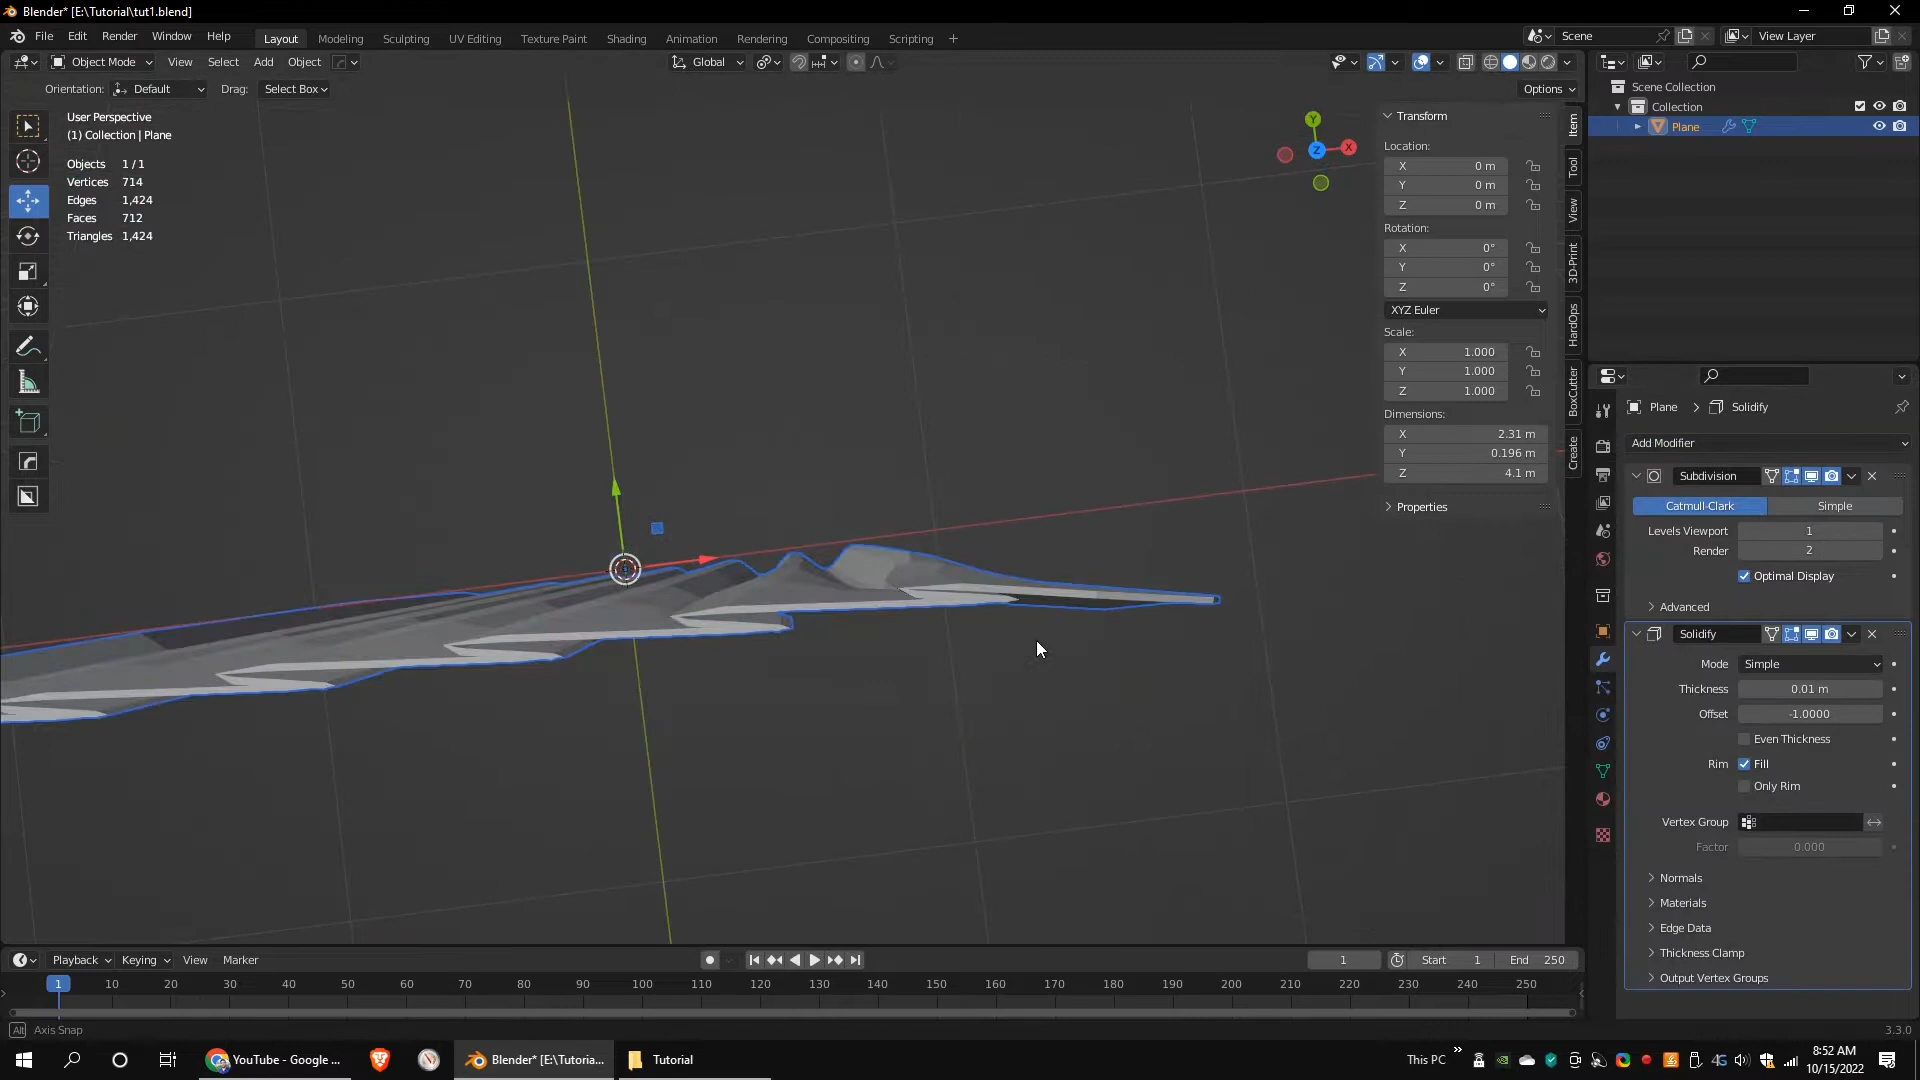 Blender* [E:\Tutorial\tut1.blend]
File Edit Render Window Help Layout Modeling Sculpting UV Editing Texture Paint Shading Animation Rendering Compositing Scripting Scene View Layer
Object Mode View Select Add Object Global
Orientation: Default Drag: Select Box Options
User Perspective
(1) Collection | Plane
Objects 1/1
Vertices 714
Edges 1,424
Faces 712
Triangles 1,424
Y
X
Z
Transform
Location:
X 0 m
Y 0 m
Z 0 m
Rotation:
X 0°
Y 0°
Z 0°
XYZ Euler
Scale:
X 1.000
Y 1.000
Z 1.000
Dimensions:
X 2.31 m
Y 0.196 m
Z 4.1 m
Properties
Item
Tool
View
3D-Print
HardOps
BoxCutter
Create
Scene Collection
Collection
Plane
Plane > Solidify
Add Modifier
Subdivision
Catmull-Clark Simple
Levels Viewport 1
Render 2
Optimal Display
Advanced
Solidify
Mode Simple
Thickness 0.01 m
Offset -1.0000
Even Thickness
Rim Fill
Only Rim
Vertex Group
Factor 0.000
Normals
Materials
Edge Data
Thickness Clamp
Output Vertex Groups
Playback Keying View Marker 1 Start 1 End 250
1 10 20 30 40 50 60 70 80 90 100 110 120 130 140 150 160 170 180 190 200 210 220 230 240 250
Alt Axis Snap 3.3.0
YouTube - Google ... Blender* [E:\Tutoria... Tutorial This PC 4G 8:52 AM
10/15/2022